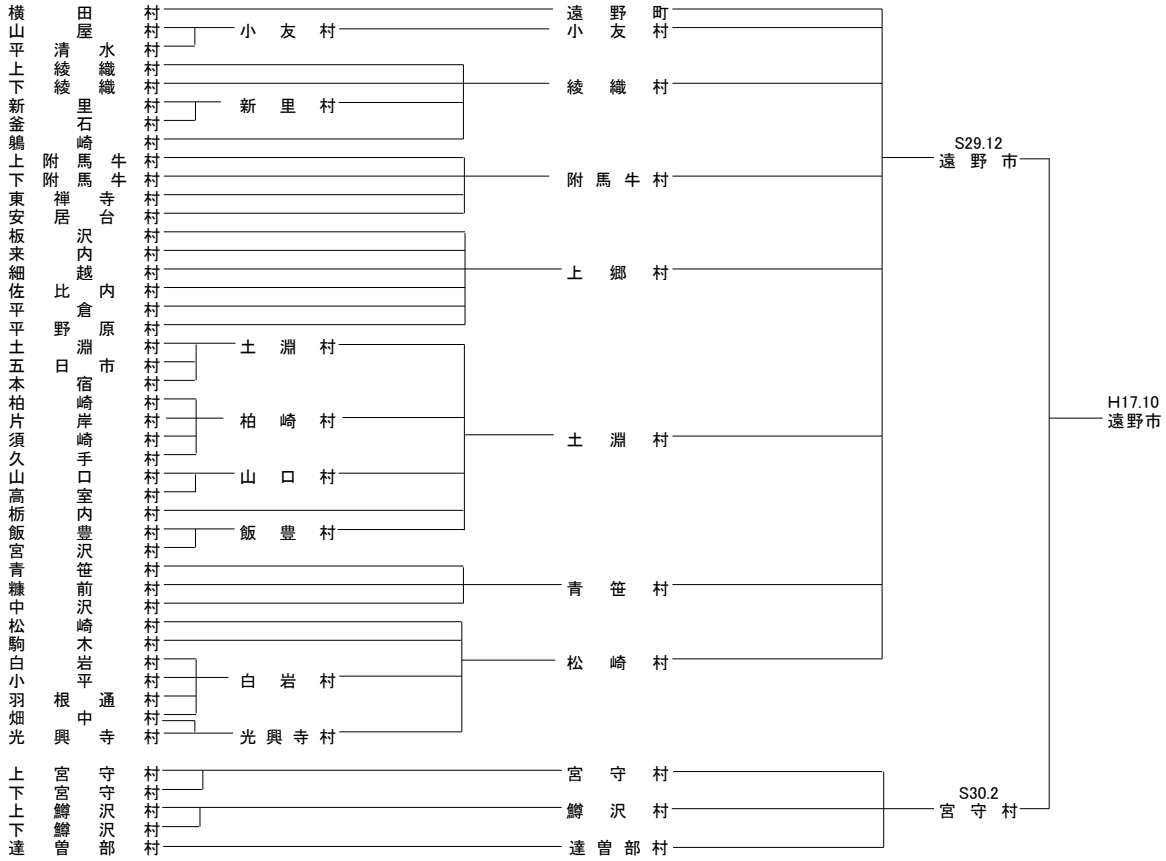 横田村 遠野町
山屋村 小友村 小友村
平清水村
上綾織村
下綾織村 綾織村
新里村 新里村
釜石村
鵢崎村
S29.12
上附馬牛村 遠野市
下附馬牛村 附馬牛村
東禅寺村
安居台村
板沢村
来内村
細越村 上郷村
佐比内村
平倉村
平野原村
土淵村 土淵村
五日市村
本宿村
柏崎村 H17.10
片岸村 柏崎村 遠野市
須崎村 土淵村
久手村
山口村 山口村
高室村
栃内村
飯豊村 飯豊村
宮沢村
青笹村
糠前村 青笹村
中沢村
松崎村
駒木村
白岩村 松崎村
小平村 白岩村
羽根通村
畑中村
光興寺村 光興寺村
上宮守村 宮守村
下宮守村 S30.2
上鱒沢村 鱒沢村 宮守村
下鱒沢村
達曽部村 達曽部村